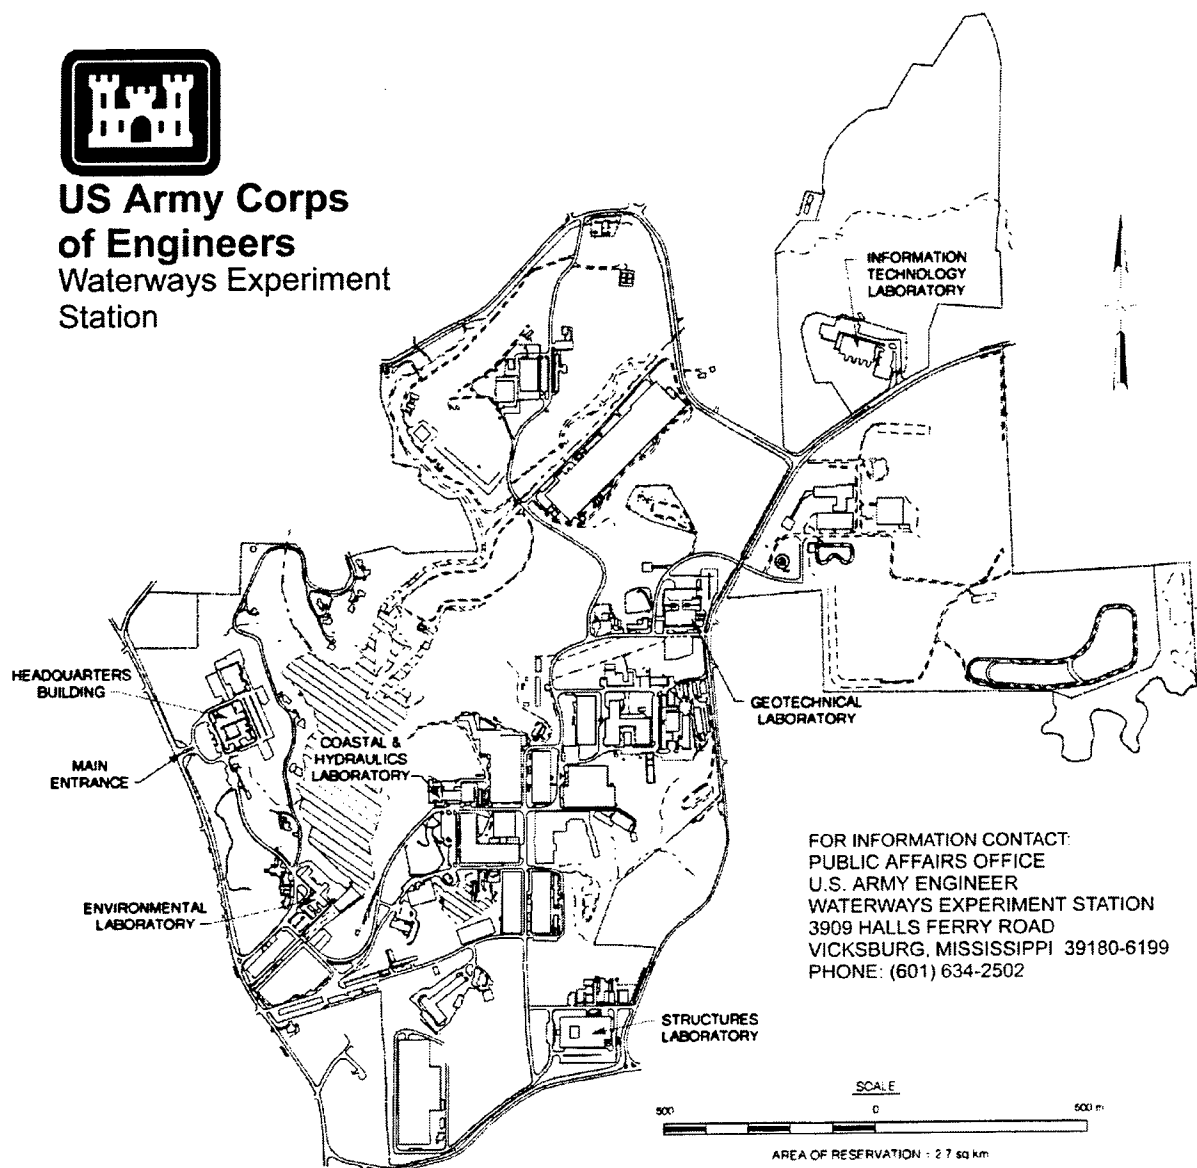 US Army Corps
of Engineers
Waterways Experiment
Station
INFORMATION
TECHNOLOGY
LABORATORY
HEADQUARTERS
BUILDING
MAIN
ENTRANCE
COASTAL &
HYDRAULICS
LABORATORY
GEOTECHNICAL
LABORATORY
ENVIRONMENTAL
LABORATORY
FOR INFORMATION CONTACT:
PUBLIC AFFAIRS OFFICE
U.S. ARMY ENGINEER
WATERWAYS EXPERIMENT STATION
3909 HALLS FERRY ROAD
VICKSBURG, MISSISSIPPI 39180-6199
PHONE: (601) 634-2502
STRUCTURES
LABORATORY
SCALE
500 0 500 m
AREA OF RESERVATION : 2.7 sq km